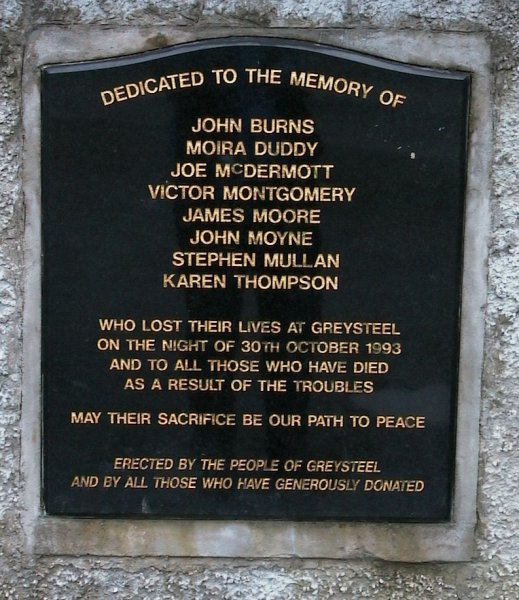 DEDICATED TO THE MEMORY OF
JOHN BURNS
MOIRA DUDDY
JOE McDERMOTT
VICTOR MONTGOMERY
JAMES MOORE
JOHN MOYNE
STEPHEN MULLAN
KAREN THOMPSON
WHO LOST THEIR LIVES AT GREYSTEEL
ON THE NIGHT OF 30TH OCTOBER 1993
AND TO ALL THOSE WHO HAVE DIED
AS A RESULT OF THE TROUBLES
MAY THEIR SACRIFICE BE OUR PATH TO PEACE
ERECTED BY THE PEOPLE OF GREYSTEEL
AND BY ALL THOSE WHO HAVE GENEROUSLY DONATED